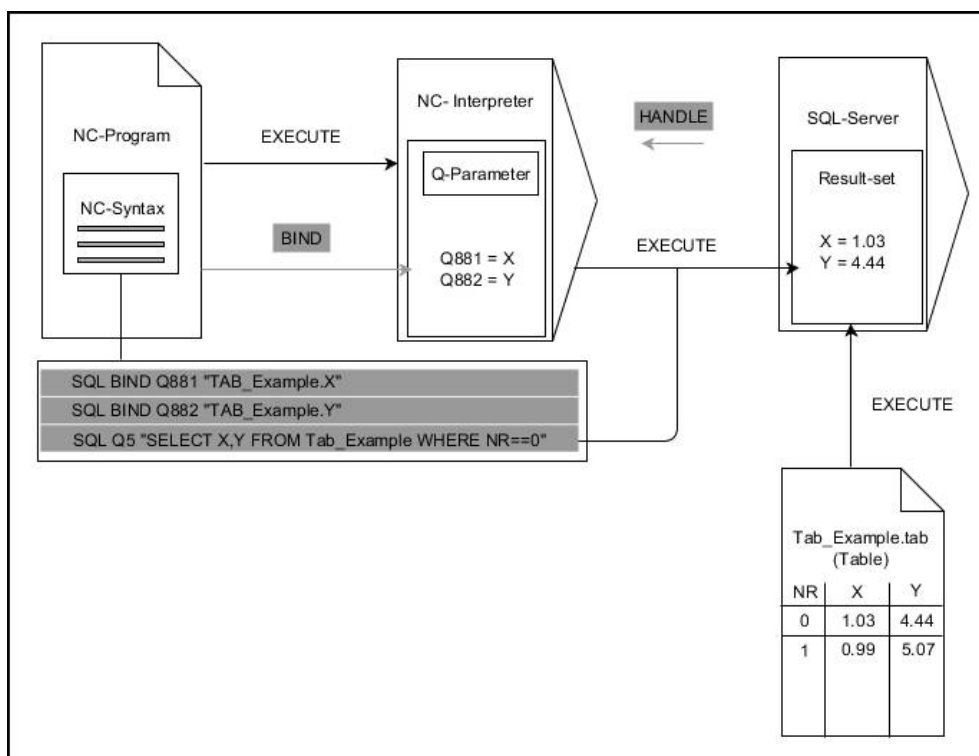 NC-Program
NC-Syntax
EXECUTE
BIND
NC- Interpreter
Q-Parameter
Q881 = X
Q882 = Y
HANDLE
EXECUTE
SQL-Server
Result-set
X = 1.03
Y = 4.44
SQL BIND Q881 "TAB_Example.X"
SQL BIND Q882 "TAB_Example.Y"
SQL Q5 "SELECT X,Y FROM Tab_Example WHERE NR==0"
EXECUTE
Tab_Example.tab
(Table)
NR X Y
0 1.03 4.44
1 0.99 5.07